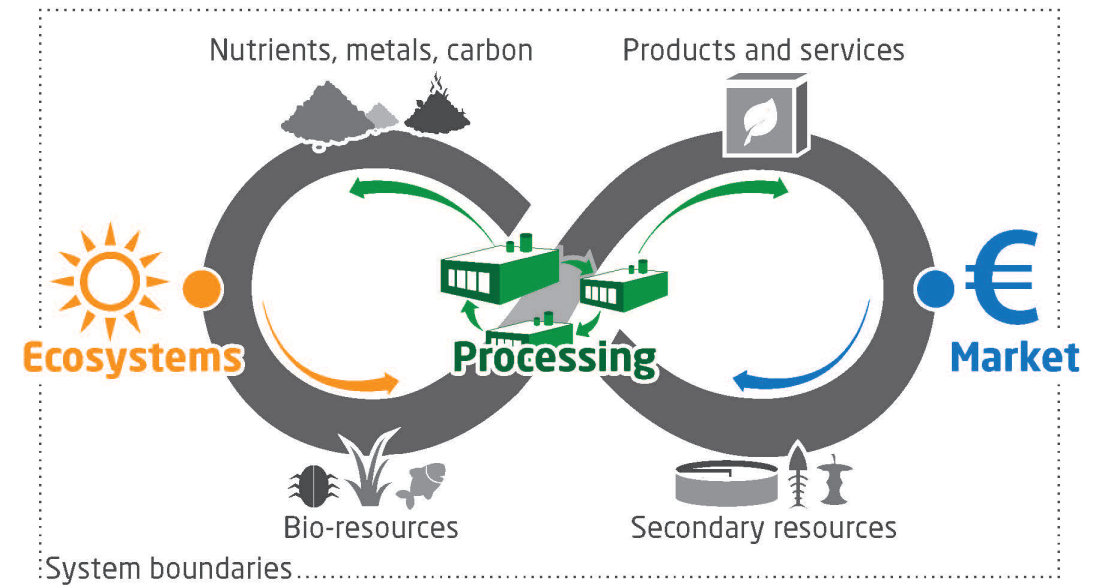 Nutrients, metals, carbon
Products and services
€
Ecosystems
Processing
Market
Bio-resources
Secondary resources
System boundaries